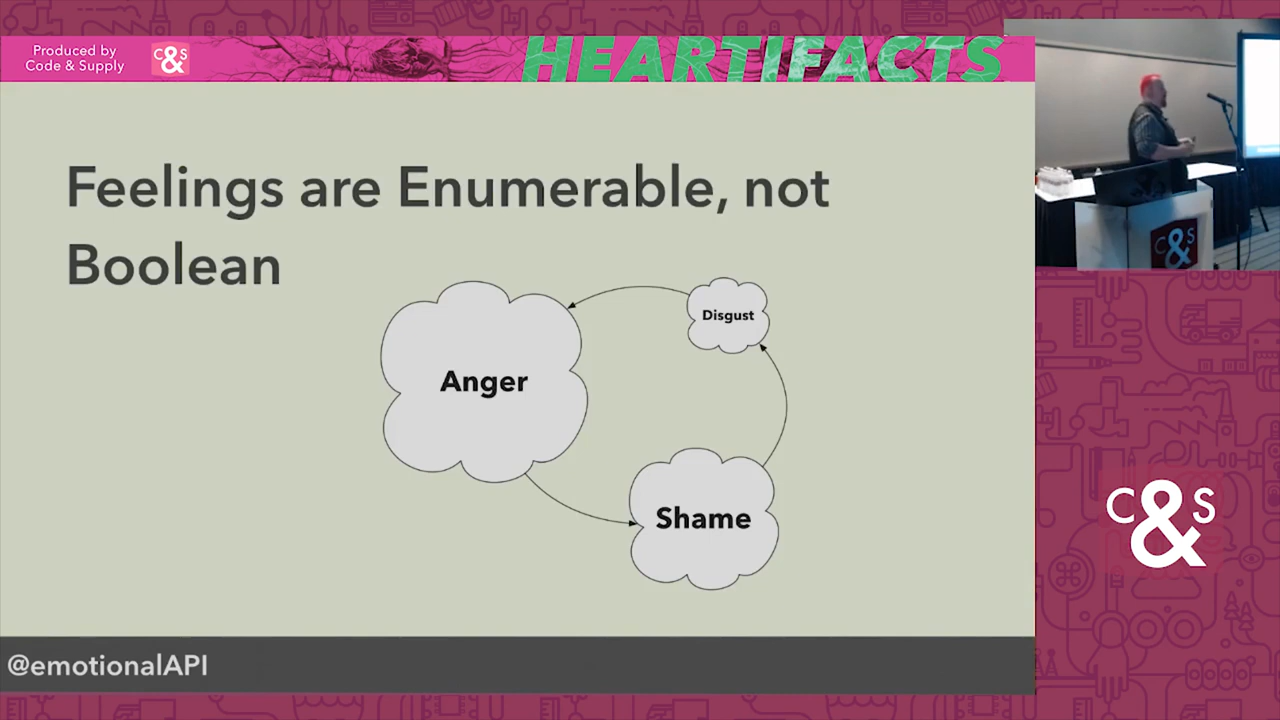 Produced by
Code & Supply
C&S
HEARTIFACTS
Feelings are Enumerable, not
Boolean
Disgust
Anger
Shame
@emotionalAPI
C&S
C&S